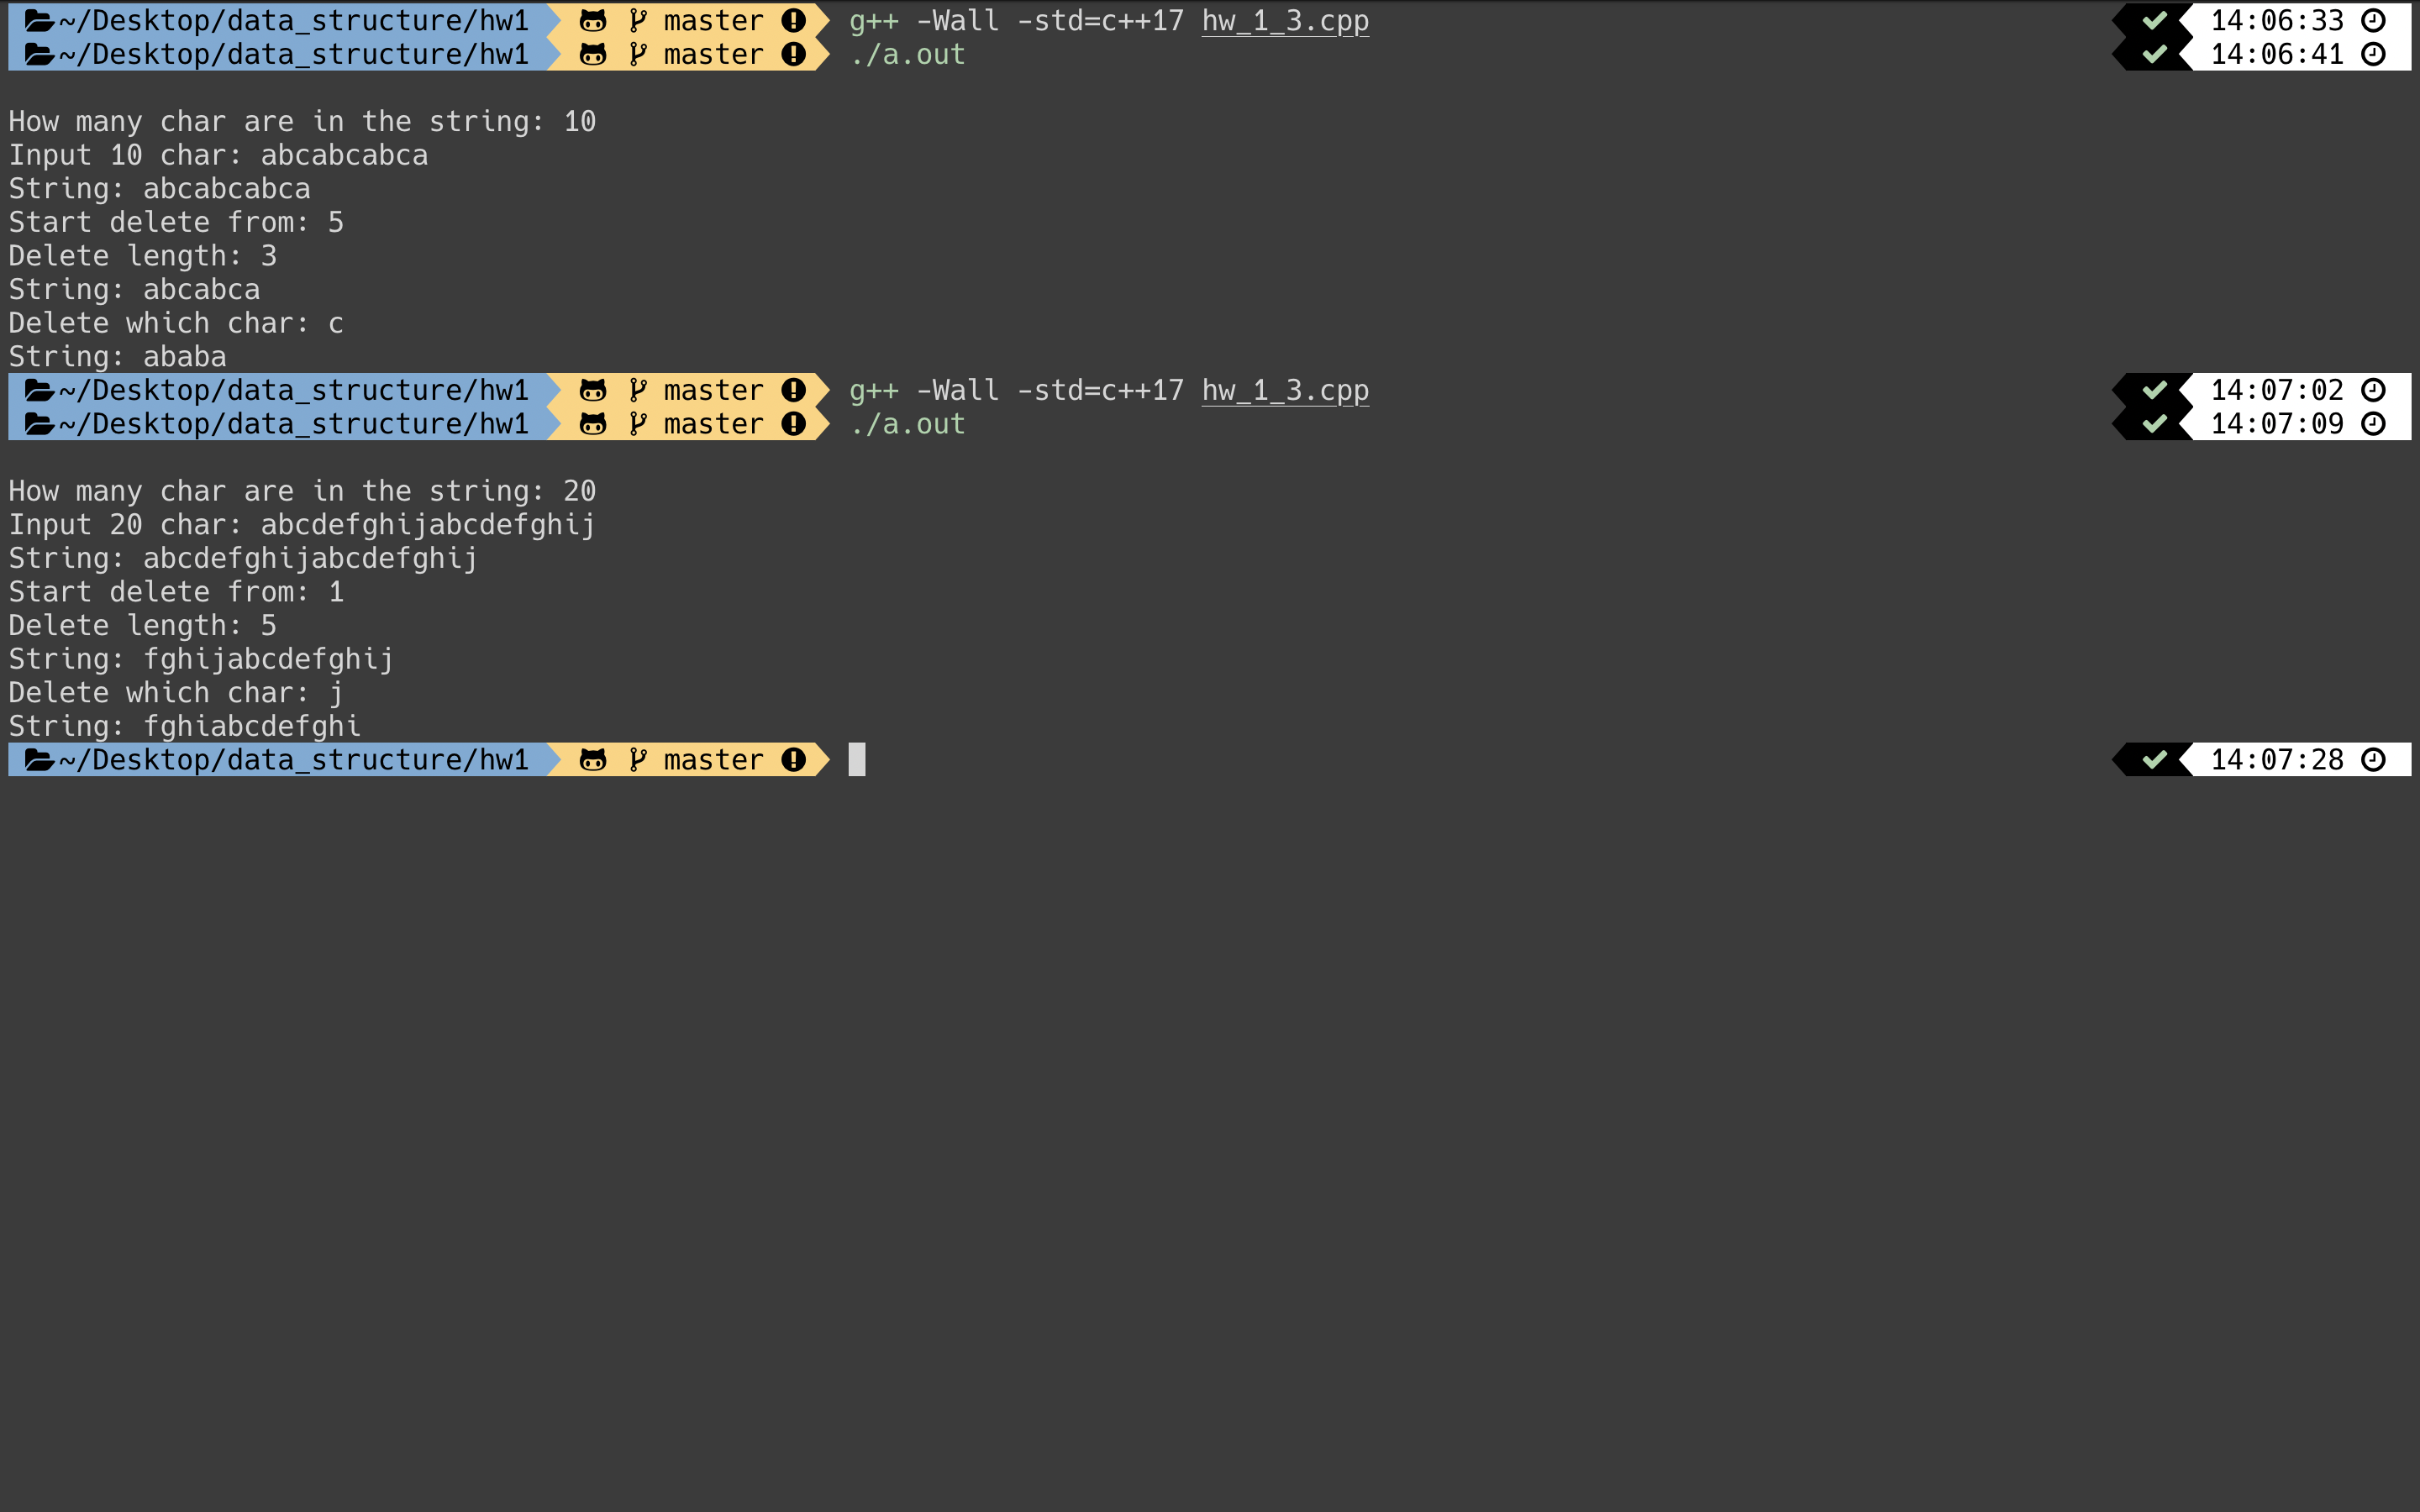 ~/Desktop/data_structure/hw1 master g++ -Wall -std=c++17 hw_1_3.cpp 14:06:33
~/Desktop/data_structure/hw1 master ./a.out 14:06:41
How many char are in the string: 10
Input 10 char: abcabcabca
String: abcabcabca
Start delete from: 5
Delete length: 3
String: abcabca
Delete which char: c
String: ababa
~/Desktop/data_structure/hw1 master g++ -Wall -std=c++17 hw_1_3.cpp 14:07:02
~/Desktop/data_structure/hw1 master ./a.out 14:07:09
How many char are in the string: 20
Input 20 char: abcdefghijabcdefghij
String: abcdefghijabcdefghij
Start delete from: 1
Delete length: 5
String: fghijabcdefghij
Delete which char: j
String: fghiabcdefghi
~/Desktop/data_structure/hw1 master 14:07:28